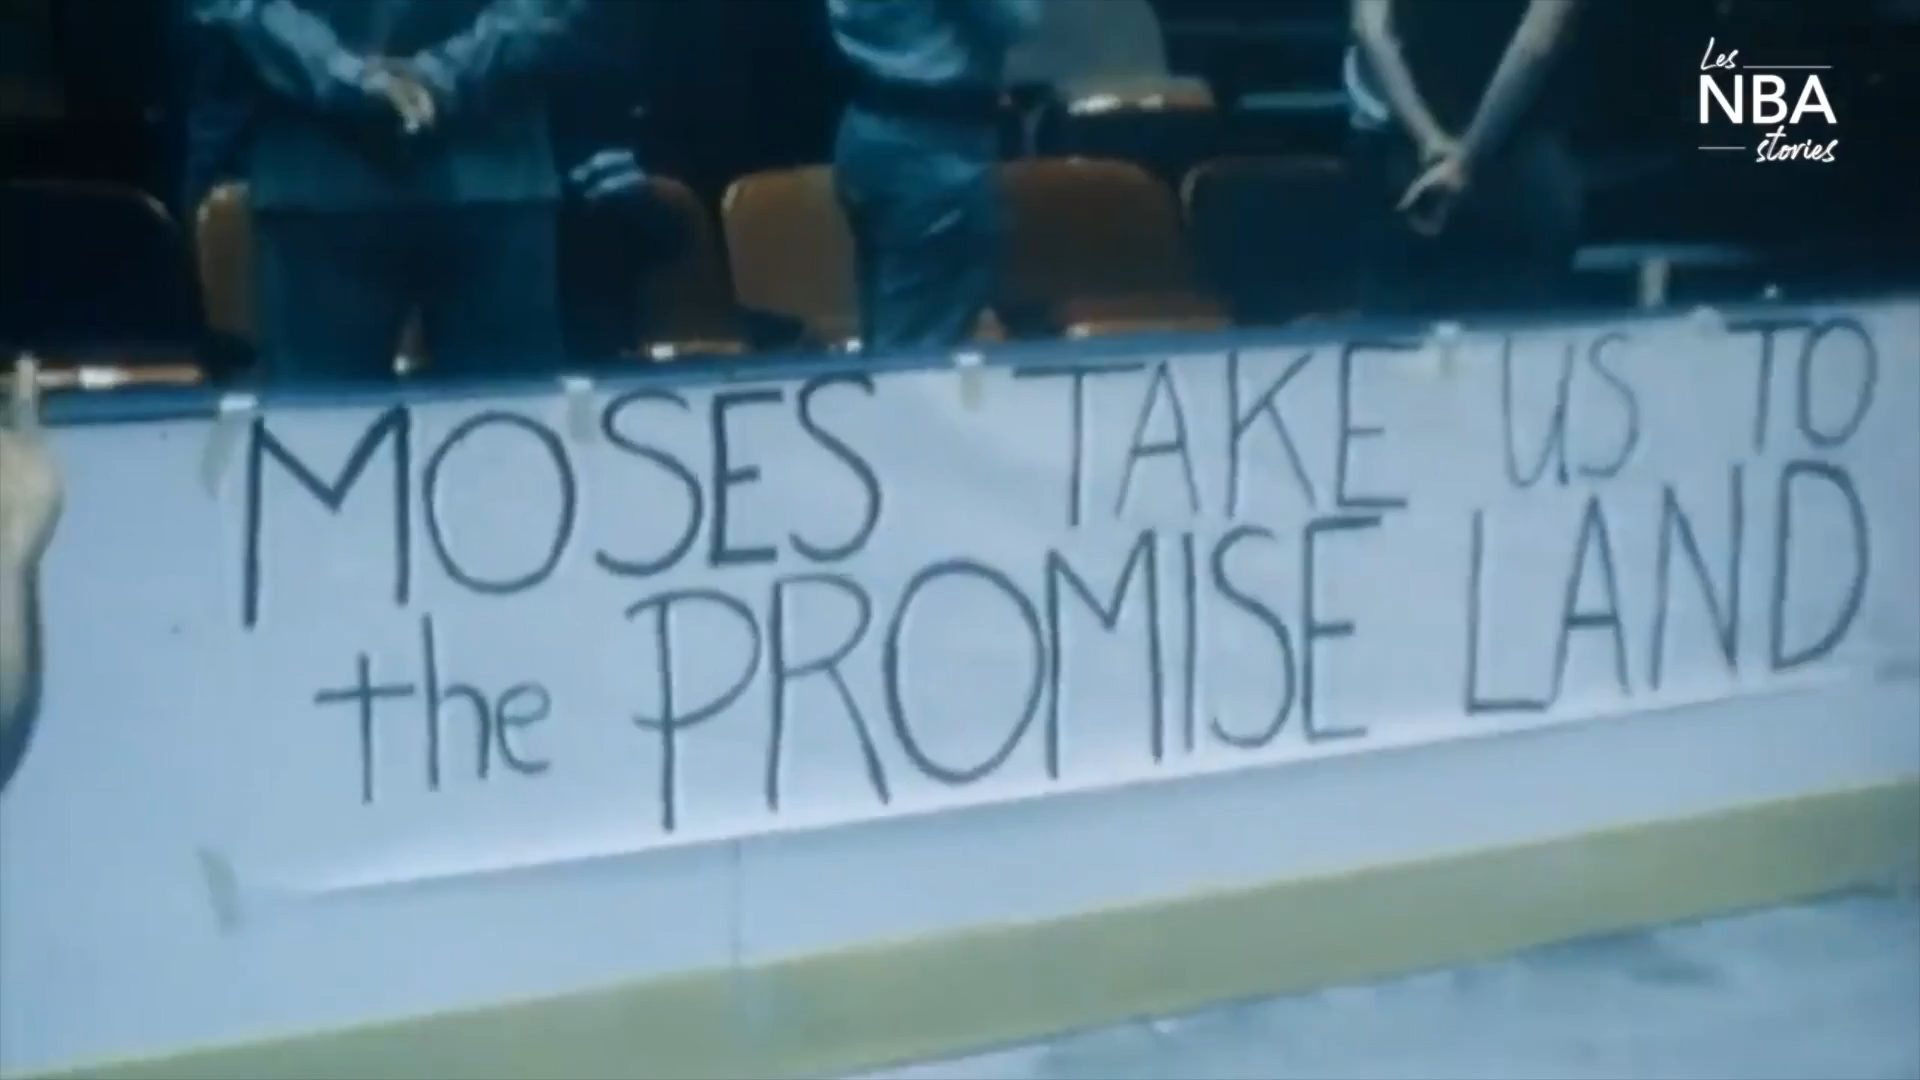 Les
NBA
stories
MOSES TAKE US TO
the PROMISE LAND